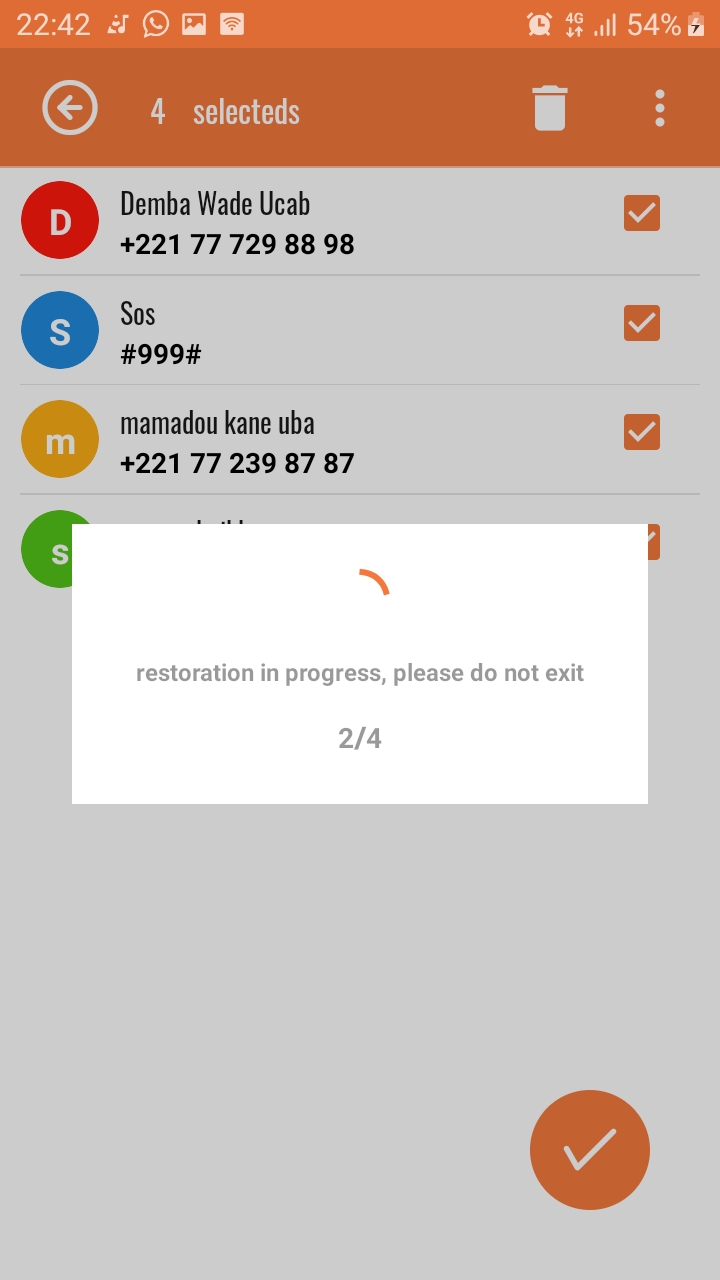 22:42 4G 54%
4 selecteds
D Demba Wade Ucab
+221 77 729 88 98
S Sos
#999#
m mamadou kane uba
+221 77 239 87 87
s
restoration in progress, please do not exit
2/4